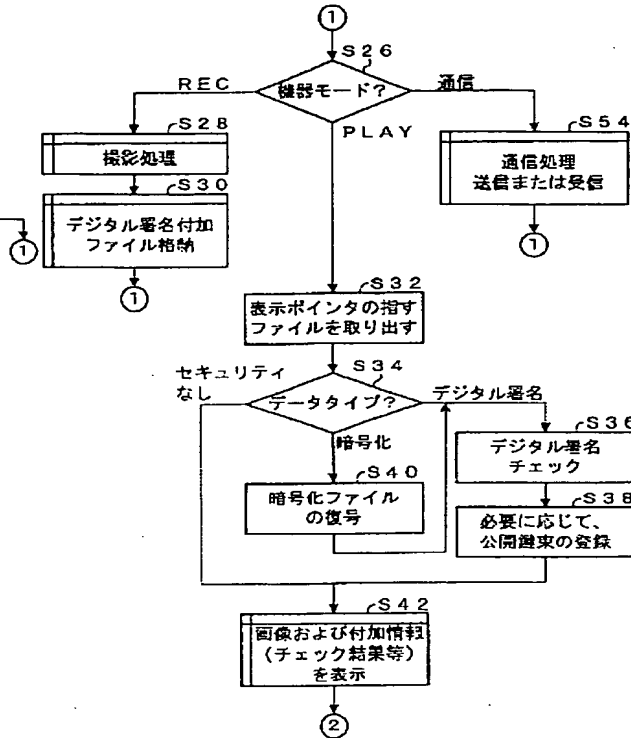 ①
S26
機器モード?
REC
通信
PLAY
S28
撮影処理
S30
デジタル署名付加
ファイル格納
①
①
S54
通信処理
送信または受信
①
S32
表示ポインタの指す
ファイルを取り出す
S34
データタイプ?
セキュリティ
なし
デジタル署名
暗号化
S36
デジタル署名
チェック
S38
必要に応じて、
公開鍵束の登録
S40
暗号化ファイル
の復号
S42
画像および付加情報
(チェック結果等)
を表示
②